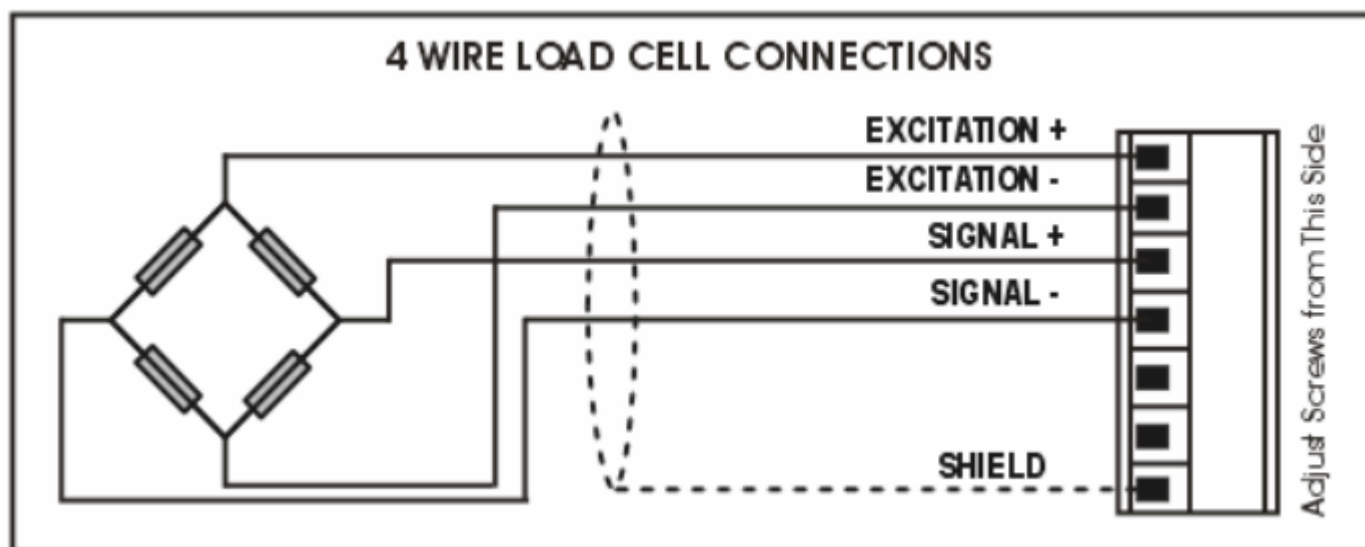 4 WIRE LOAD CELL CONNECTIONS
EXCITATION +
EXCITATION -
SIGNAL +
SIGNAL -
SHIELD
Adjust Screws from This Side